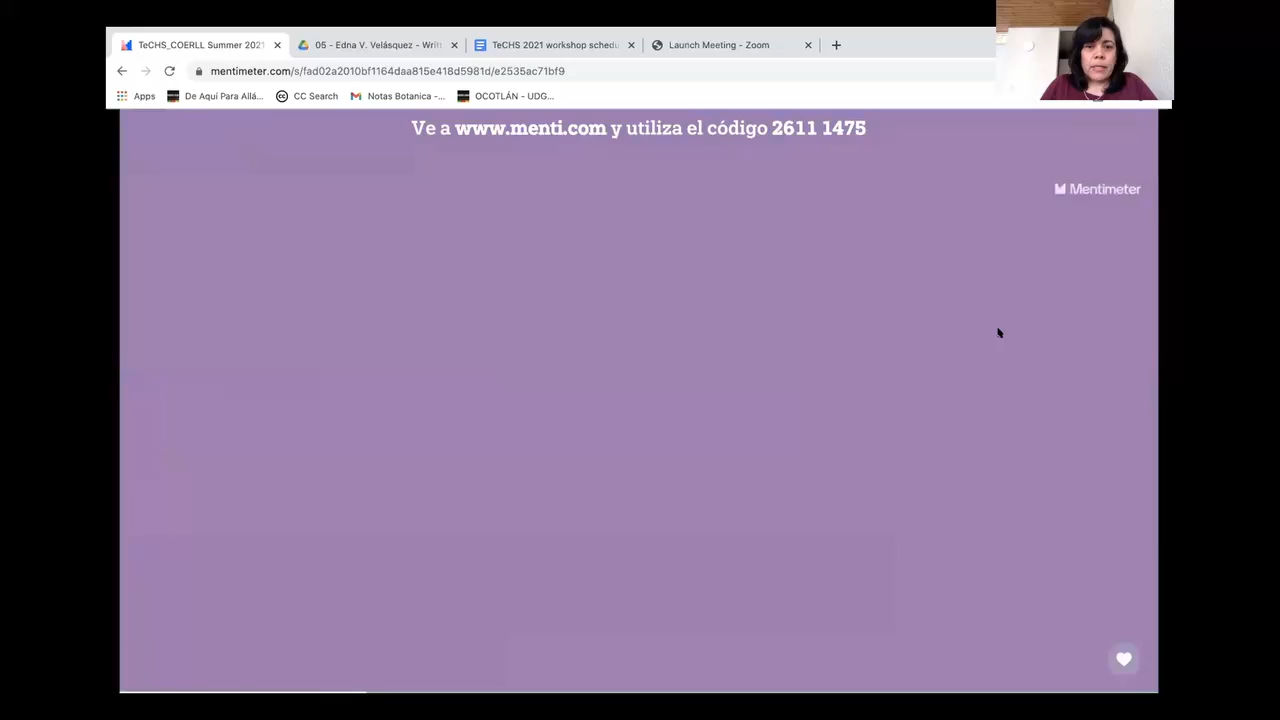 TeCHS_COERLL Summer 2021
05 - Edna V. Velásquez - Writ
TeCHS 2021 workshop schedu
Launch Meeting - Zoom
mentimeter.com/s/fad02a2010bf1164daa815e418d5981d/e2535ac71bf9
Apps
De Aquí Para Allá...
CC Search
Notas Botanica -...
OCOTLÁN - UDG...
Ve a www.menti.com y utiliza el código 2611 1475
Mentimeter